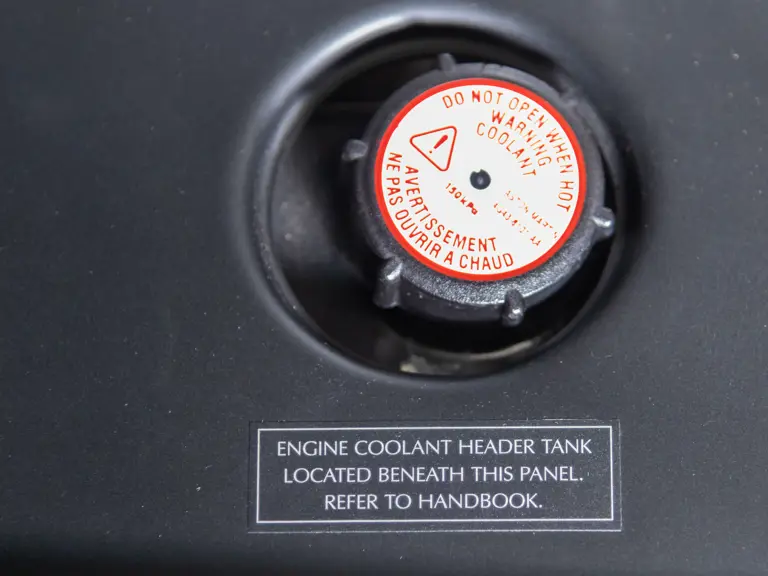 DO NOT OPEN WHEN HOT
WARNING
COOLANT
150kPa
AVERTISSEMENT
NE PAS OUVRIR A CHAUD
ENGINE COOLANT HEADER TANK
LOCATED BENEATH THIS PANEL.
REFER TO HANDBOOK.